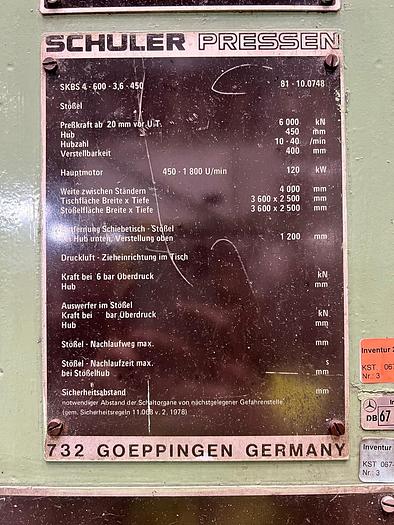 SCHULER PRESSEN
SKBS 4 - 600 - 3,6 - 450 81 - 10.0748
Stößel
Preßkraft ab 20 mm vor U.T. 6 000 kN
Hub 450 mm
Hubzahl 10 - 40 /min
Verstellbarkeit 400 mm
Hauptmotor 450 - 1 800 U/min 120 kW
Weite zwischen Ständern 4 000 mm
Tischfläche Breite x Tiefe 3 600 x 2 500 mm
Stößelfläche Breite x Tiefe 3 600 x 2 500 mm
Entfernung Schiebetisch - Stößel
Hub unten, Verstellung oben 1 200 mm
Druckluft - Zieheinrichtung im Tisch
Kraft bei 6 bar Überdruck kN
Hub mm
Auswerfer im Stößel
Kraft bei bar Überdruck kN
Hub mm
Stößel - Nachlaufweg max. mm
Stößel - Nachlaufzeit max. s
bei Stößelhub mm
Sicherheitsabstand mm
notwendiger Abstand der Schaltorgane von nächstgelegener Gefahrenstelle.
(gem. Sicherheitsregeln 11.063 v. 2, 1978)
732 GOEPPINGEN GERMANY
Inventur 2
KST 067
Nr.: 3
In
DB 67
Inventur
KST 067-
Nr.: 3